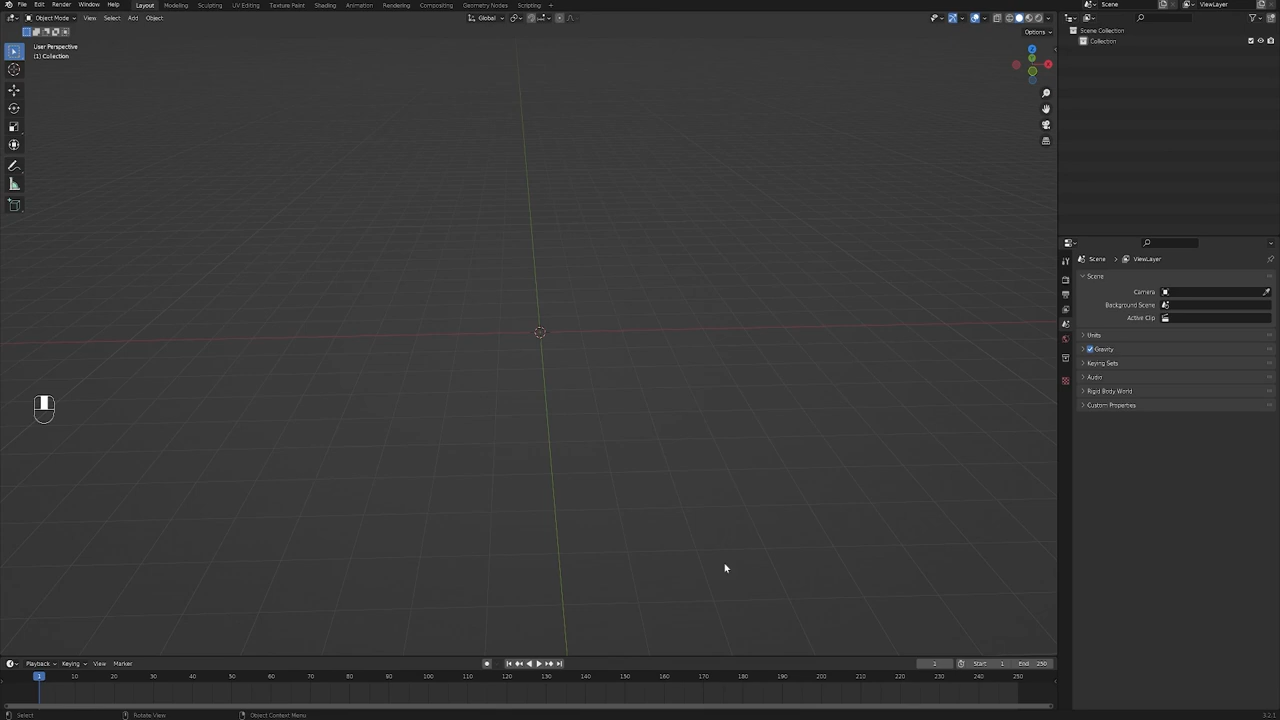 File Edit Render Window Help Layout Modeling Sculpting UV Editing Texture Paint Shading Animation Rendering Compositing Geometry Nodes Scripting Scene ViewLayer
Object Mode View Select Add Object Global
Options
User Perspective
(1) Collection
Z
Y
X
Scene Collection
Collection
Scene > ViewLayer
Scene
Camera
Background Scene
Active Clip
Units
Gravity
Keying Sets
Audio
Rigid Body World
Custom Properties
Playback Keying View Marker 1 Start 1 End 250
1 10 20 30 40 50 60 70 80 90 100 110 120 130 140 150 160 170 180 190 200 210 220 230 240 250
Select Rotate View Object Context Menu 3.2.1